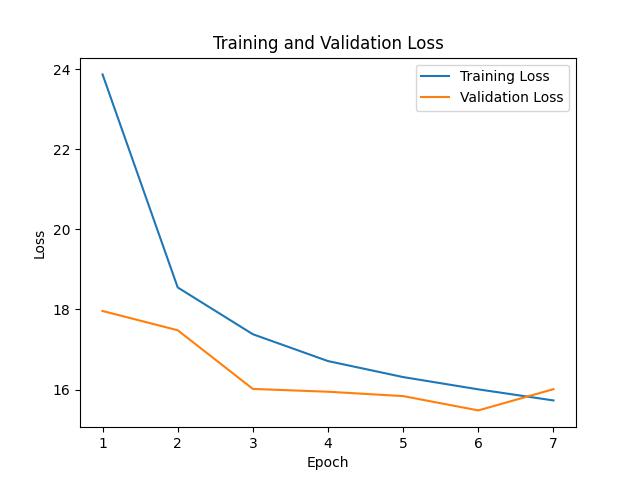 Training and Validation Loss
Training Loss
Validation Loss
24
22
20
18
16
Loss
1 2 3 4 5 6 7
Epoch